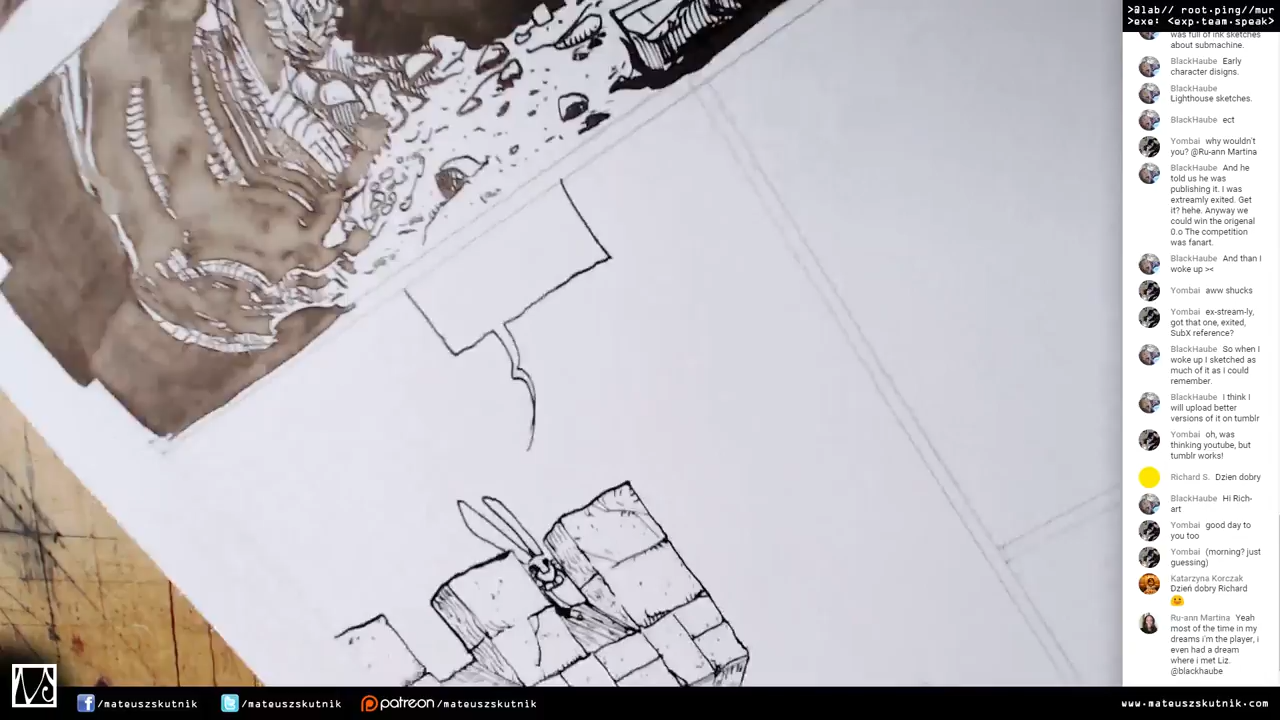 >@lab// root.ping//mur
>exe: <exp.team.speak>
was full of ink sketches
about submachine.
BlackHaube Early
character disigns.
BlackHaube
Lighthouse sketches.
BlackHaube ect
Yombai why wouldn't
you? @Ru-ann Martina
BlackHaube And he
told us he was
publishing it. I was
extreamly exited. Get
it? hehe. Anyway we
could win the origenal
0.o The competition
was fanart.
BlackHaube And than I
woke up ><
Yombai aww shucks
Yombai ex-stream-ly,
got that one, exited,
SubX reference?
BlackHaube So when I
woke up I sketched as
much of it as I could
remember.
BlackHaube I think I
will upload better
versions of it on tumblr
Yombai oh, was
thinking youtube, but
tumblr works!
Richard S. Dzien dobry
BlackHaube Hi Rich-
art
Yombai good day to
you too
Yombai (morning? just
guessing)
Katarzyna Korczak
Dzień dobry Richard
Ru-ann Martina Yeah
most of the time in my
dreams i'm the player, i
even had a dream
where i met Liz.
@blackhaube
/mateuszskutnik
/mateuszskutnik
patreon/mateuszskutnik
www.mateuszskutnik.com